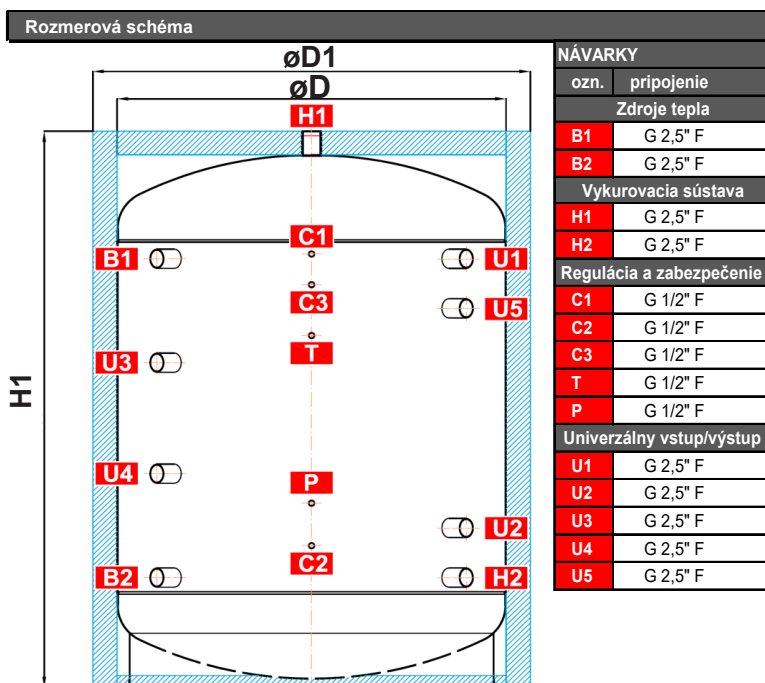 Rozmerová schéma
øD1
øD
H1
C1
B1
U1
C3
U5
T
U3
H1
U4
P
U2
C2
B2
H2
NÁVARKY
ozn. pripojenie
Zdroje tepla
B1 G 2,5" F
B2 G 2,5" F
Vykurovacia sústava
H1 G 2,5" F
H2 G 2,5" F
Regulácia a zabezpečenie
C1 G 1/2" F
C2 G 1/2" F
C3 G 1/2" F
T G 1/2" F
P G 1/2" F
Univerzálny vstup/výstup
U1 G 2,5" F
U2 G 2,5" F
U3 G 2,5" F
U4 G 2,5" F
U5 G 2,5" F